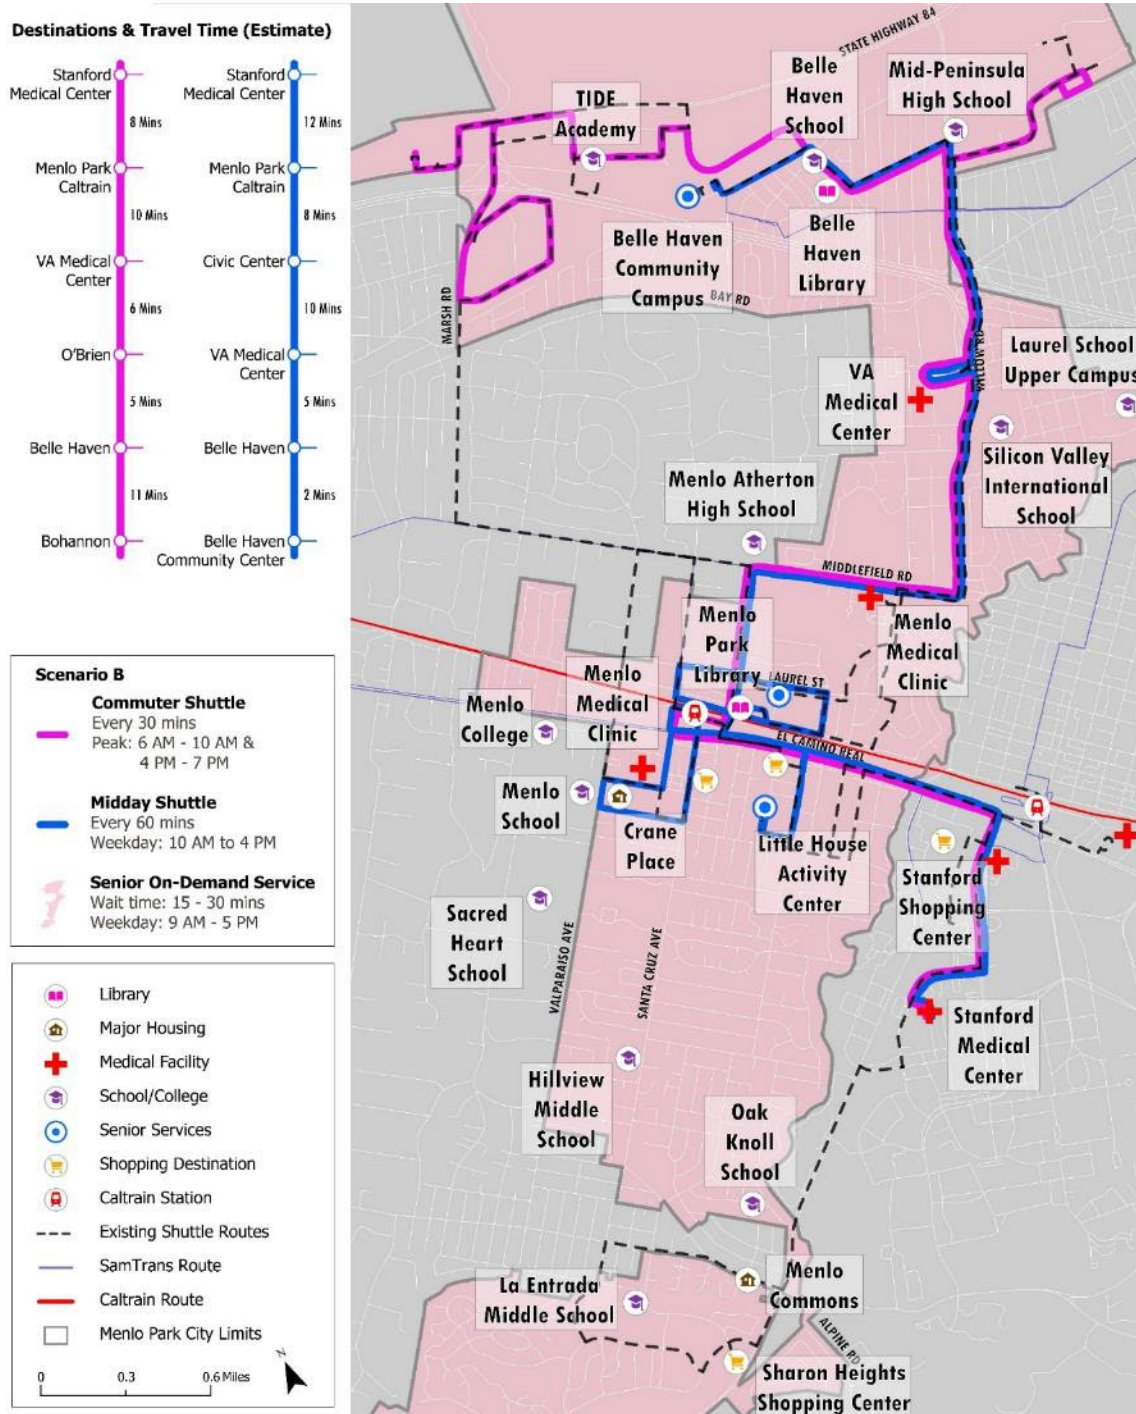 Destinations & Travel Time (Estimate)
Stanford
Medical Center
8 Mins
Menlo Park
Caltrain
10 Mins
VA Medical
Center
6 Mins
O'Brien
5 Mins
Belle Haven
11 Mins
Bohannon
Stanford
Medical Center
12 Mins
Menlo Park
Caltrain
8 Mins
Civic Center
10 Mins
VA Medical
Center
5 Mins
Belle Haven
2 Mins
Belle Haven
Community Center
Scenario B
Commuter Shuttle
Every 30 mins
Peak: 6 AM - 10 AM &
4 PM - 7 PM
Midday Shuttle
Every 60 mins
Weekday: 10 AM to 4 PM
Senior On-Demand Service
Wait time: 15 - 30 mins
Weekday: 9 AM - 5 PM
Library
Major Housing
Medical Facility
School/College
Senior Services
Shopping Destination
Caltrain Station
Existing Shuttle Routes
SamTrans Route
Caltrain Route
Menlo Park City Limits
N
0 0.3 0.6 Miles
STATE HIGHWAY 84
TIDE
Academy
Belle
Haven
School
Mid-Peninsula
High School
Belle Haven
Community
Campus
Belle
Haven
Library
BAY RD
MARSH RD
WILLOW RD
VA
Medical
Center
Laurel School
Upper Campus
Silicon Valley
International
School
Menlo Atherton
High School
MIDDLEFIELD RD
Menlo
Park
Library
LAUREL ST
Menlo
Medical
Clinic
Menlo
Medical
Clinic
Menlo
College
EL CAMINO REAL
Menlo
School
Crane
Place
Little House
Activity
Center
Stanford
Shopping
Center
Sacred
Heart
School
VALPARAISO AVE
SANTA CRUZ AVE
Stanford
Medical
Center
Hillview
Middle
School
Oak
Knoll
School
La Entrada
Middle School
Menlo
Commons
ALPINE RD
Sharon Heights
Shopping Center